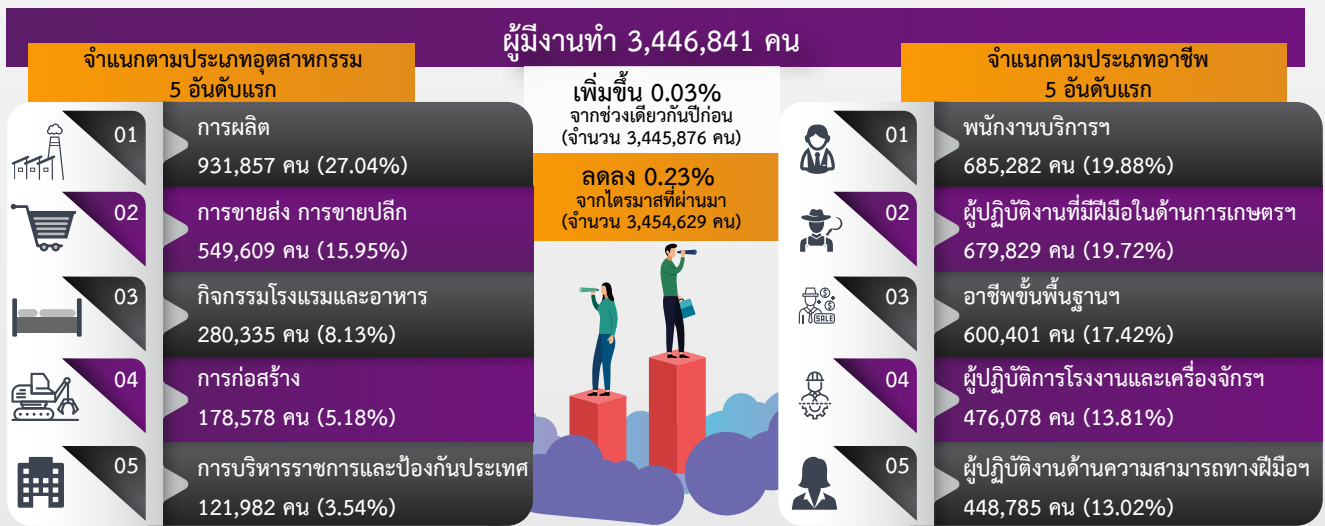 ผู้มีงานทำ 3,446,841 คน
จำแนกตามประเภทอุตสาหกรรม
5 อันดับแรก
01
การผลิต
931,857 คน (27.04%)
02
การขายส่ง การขายปลีก
549,609 คน (15.95%)
03
กิจกรรมโรงแรมและอาหาร
280,335 คน (8.13%)
04
การก่อสร้าง
178,578 คน (5.18%)
05
การบริหารราชการและป้องกันประเทศ
121,982 คน (3.54%)
เพิ่มขึ้น 0.03%
จากช่วงเดียวกันปีก่อน
(จำนวน 3,445,876 คน)
ลดลง 0.23%
จากไตรมาสที่ผ่านมา
(จำนวน 3,454,629 คน)
จำแนกตามประเภทอาชีพ
5 อันดับแรก
01
พนักงานบริการฯ
685,282 คน (19.88%)
02
ผู้ปฏิบัติงานที่มีฝีมือในด้านการเกษตรฯ
679,829 คน (19.72%)
03
SALE
อาชีพขั้นพื้นฐานฯ
600,401 คน (17.42%)
04
ผู้ปฏิบัติการโรงงานและเครื่องจักรฯ
476,078 คน (13.81%)
05
ผู้ปฏิบัติงานด้านความสามารถทางฝีมือฯ
448,785 คน (13.02%)